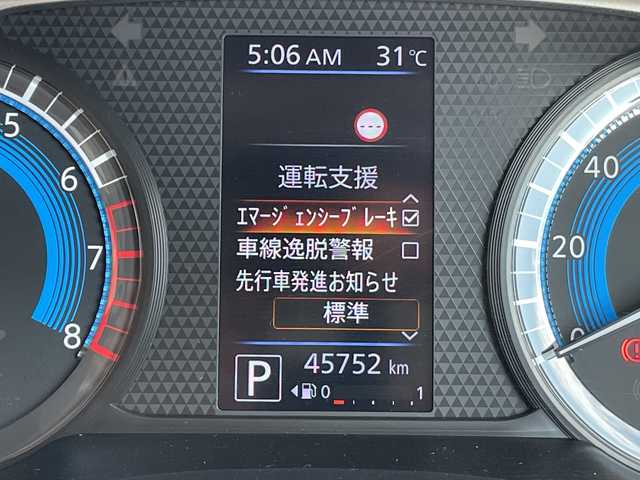 5:06 AM 31℃
運転支援
ｴﾏｰｼﾞｪﾝｼｰﾌﾞﾚｰｷ
車線逸脱警報
先行車発進お知らせ
標準
P 45752 km
0 1
5
6
7
8
40
20
0